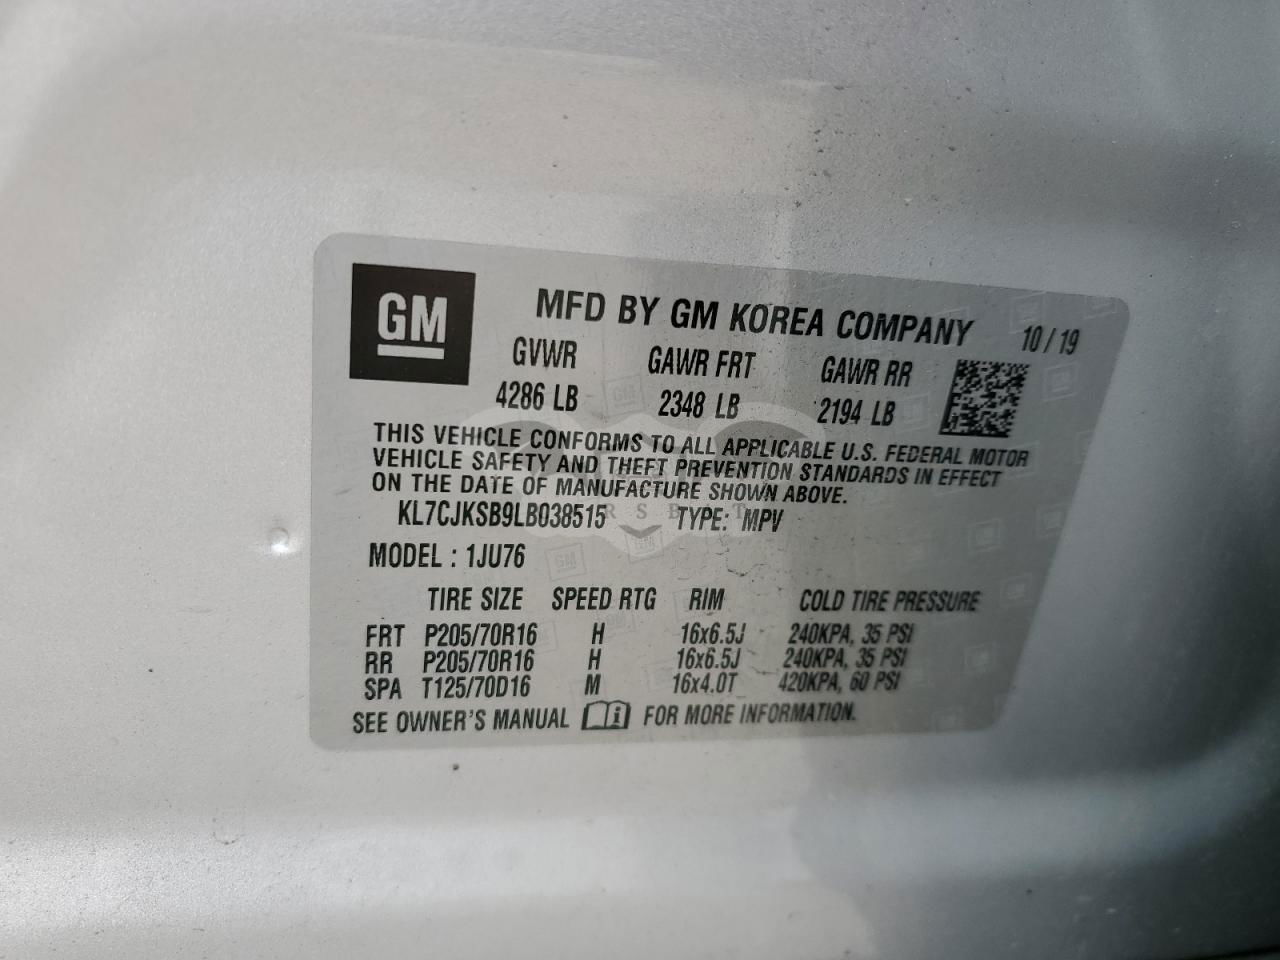 GM
MFD BY GM KOREA COMPANY 10/19
GVWR GAWR FRT GAWR RR
4286 LB 2348 LB 2194 LB
THIS VEHICLE CONFORMS TO ALL APPLICABLE U.S. FEDERAL MOTOR
VEHICLE SAFETY AND THEFT PREVENTION STANDARDS IN EFFECT
ON THE DATE OF MANUFACTURE SHOWN ABOVE.
KL7CJKSB9LB038515 TYPE: MPV
MODEL : 1JU76
TIRE SIZE SPEED RTG RIM COLD TIRE PRESSURE
FRT P205/70R16 H 16x6.5J 240KPA, 35 PSI
RR P205/70R16 H 16x6.5J 240KPA, 35 PSI
SPA T125/70D16 M 16x4.0T 420KPA, 60 PSI
SEE OWNER'S MANUAL FOR MORE INFORMATION.